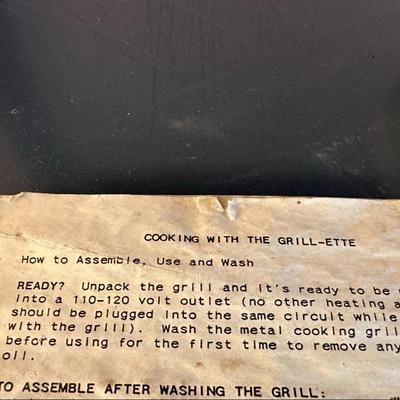 COOKING WITH THE GRILL-ETTE
How to Assemble, Use and Wash
READY? Unpack the grill and it's ready to be
into a 110-120 volt outlet (no other heating
should be plugged into the same circuit while
with the grill). Wash the metal cooking
before using for the first time to remove any
oil.
TO ASSEMBLE AFTER WASHING THE GRILL: